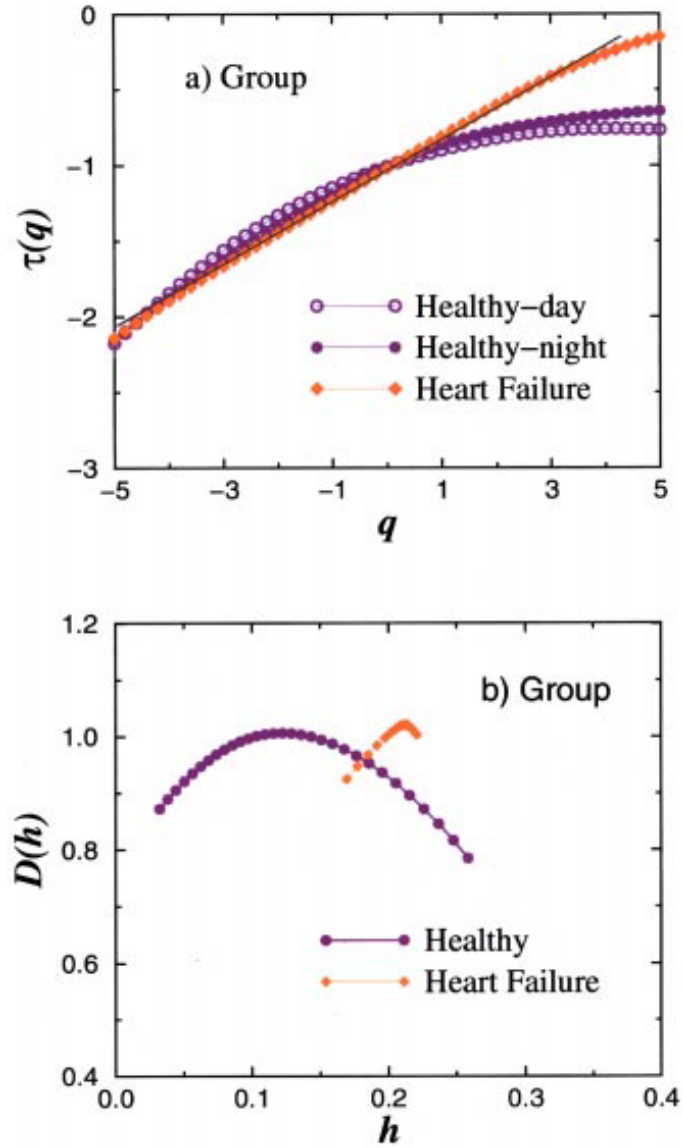 0
a) Group
−1
τ(q)
−2
Healthy−day
Healthy−night
Heart Failure
−3
−5 −3 −1 1 3 5
q
1.2
b) Group
1.0
D(h)
0.8
Healthy
0.6
Heart Failure
0.4
0.0 0.1 0.2 0.3 0.4
h